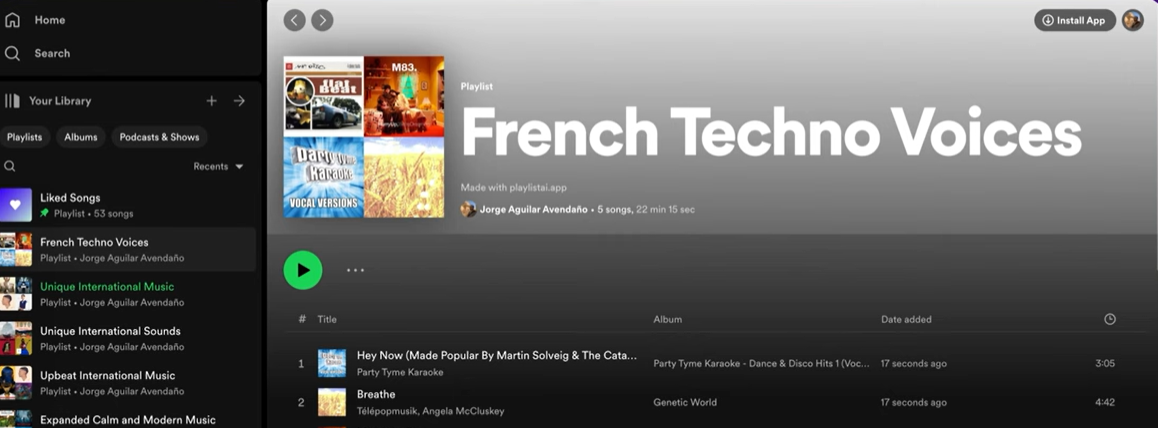 Home
Search
Your Library
Playlists
Albums
Podcasts & Shows
Recents
Liked Songs
Playlist • 53 songs
French Techno Voices
Playlist • Jorge Aguilar Avendaño
Unique International Music
Playlist • Jorge Aguilar Avendaño
Unique International Sounds
Playlist • Jorge Aguilar Avendaño
Upbeat International Music
Playlist • Jorge Aguilar Avendaño
Expanded Calm and Modern Music
Install App
M83.
FLAT BEAT
Party Tyme
Karaoke
VOCAL VERSIONS
Playlist
French Techno Voices
Made with playlistai.app
Jorge Aguilar Avendaño • 5 songs, 22 min 15 sec
# Title Album Date added
1 Hey Now (Made Popular By Martin Solveig & The Cata... Party Tyme Karaoke - Dance & Disco Hits 1 (Voc... 17 seconds ago 3:05
Party Tyme Karaoke
2 Breathe Genetic World 17 seconds ago 4:42
Télépopmusik, Angela McCluskey